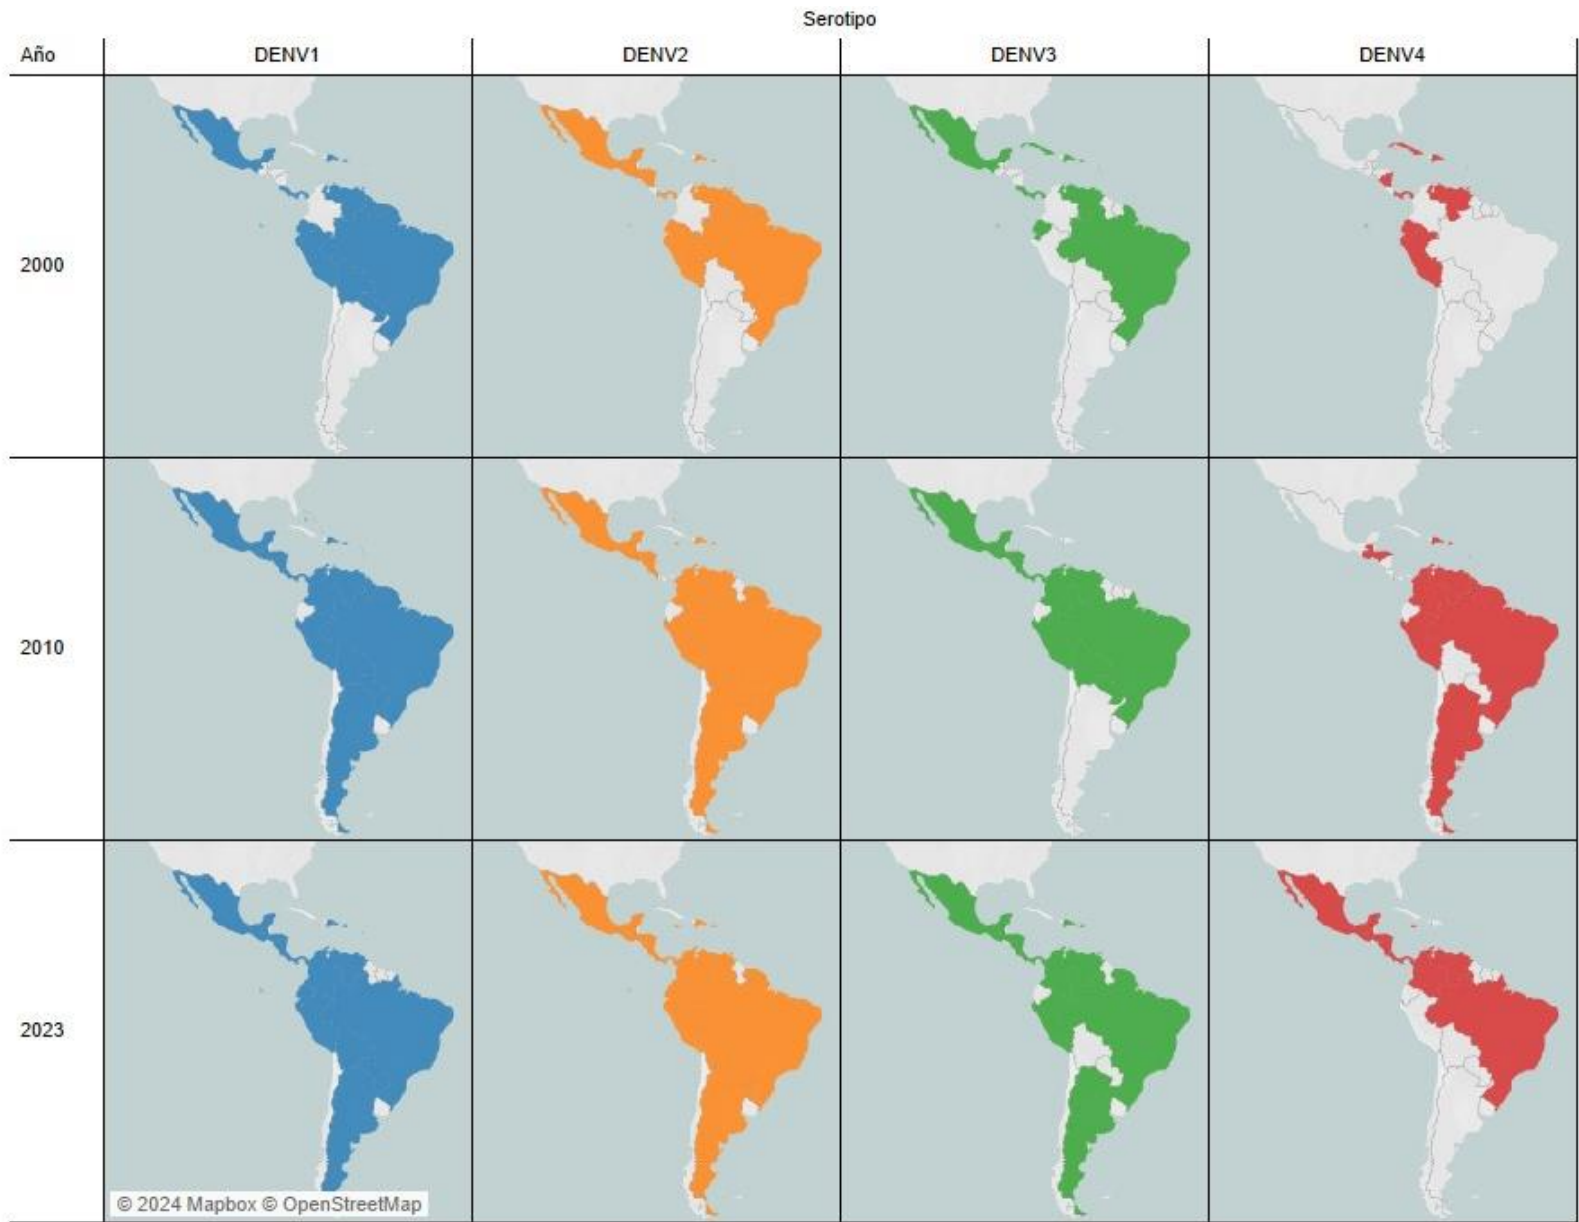 Serotipo
Año DENV1 DENV2 DENV3 DENV4
2000
2010
2023
© 2024 Mapbox © OpenStreetMap